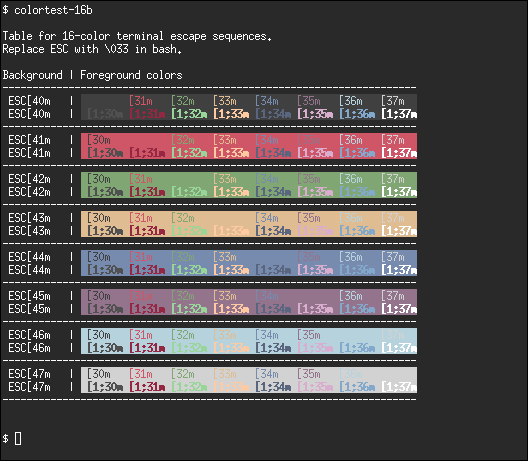 $ colortest-16b
Table for 16-color terminal escape sequences.
Replace ESC with \033 in bash.
Background | Foreground colors
---------------------------------------------------------------------
ESC[40m | [31m [32m [33m [34m [35m [36m [37m
ESC[40m | [1;30m [1;31m [1;32m [1;33m [1;34m [1;35m [1;36m [1;37m
---------------------------------------------------------------------
ESC[41m | [30m [32m [33m [34m [35m [36m [37m
ESC[41m | [1;30m [1;31m [1;32m [1;33m [1;34m [1;35m [1;36m [1;37m
---------------------------------------------------------------------
ESC[42m | [30m [31m [33m [34m [35m [36m [37m
ESC[42m | [1;30m [1;31m [1;32m [1;33m [1;34m [1;35m [1;36m [1;37m
---------------------------------------------------------------------
ESC[43m | [30m [31m [32m [34m [35m [36m [37m
ESC[43m | [1;30m [1;31m [1;32m [1;33m [1;34m [1;35m [1;36m [1;37m
---------------------------------------------------------------------
ESC[44m | [30m [31m [32m [33m [35m [36m [37m
ESC[44m | [1;30m [1;31m [1;32m [1;33m [1;34m [1;35m [1;36m [1;37m
---------------------------------------------------------------------
ESC[45m | [30m [31m [32m [33m [34m [36m [37m
ESC[45m | [1;30m [1;31m [1;32m [1;33m [1;34m [1;35m [1;36m [1;37m
---------------------------------------------------------------------
ESC[46m | [30m [31m [32m [33m [34m [35m [37m
ESC[46m | [1;30m [1;31m [1;32m [1;33m [1;34m [1;35m [1;36m [1;37m
---------------------------------------------------------------------
ESC[47m | [30m [31m [32m [33m [34m [35m [36m
ESC[47m | [1;30m [1;31m [1;32m [1;33m [1;34m [1;35m [1;36m [1;37m
---------------------------------------------------------------------
$